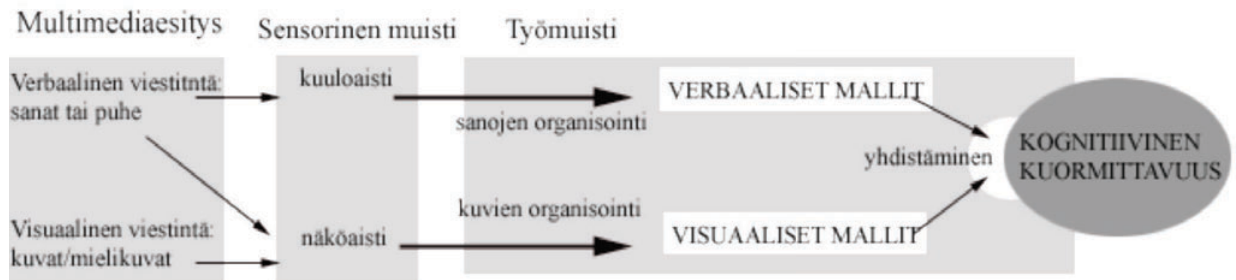 Multimediaesitys
Sensorinen muisti
Työmuisti
Verbaalinen viestitntä:
sanat tai puhe
kuuloaisti
sanojen organisointi
VERBAALISET MALLIT
yhdistäminen
KOGNITIIVINEN
KUORMITTAVUUS
Visuaalinen viestintä:
kuvat/mielikuvat
näköaisti
kuvien organisointi
VISUAALISET MALLIT